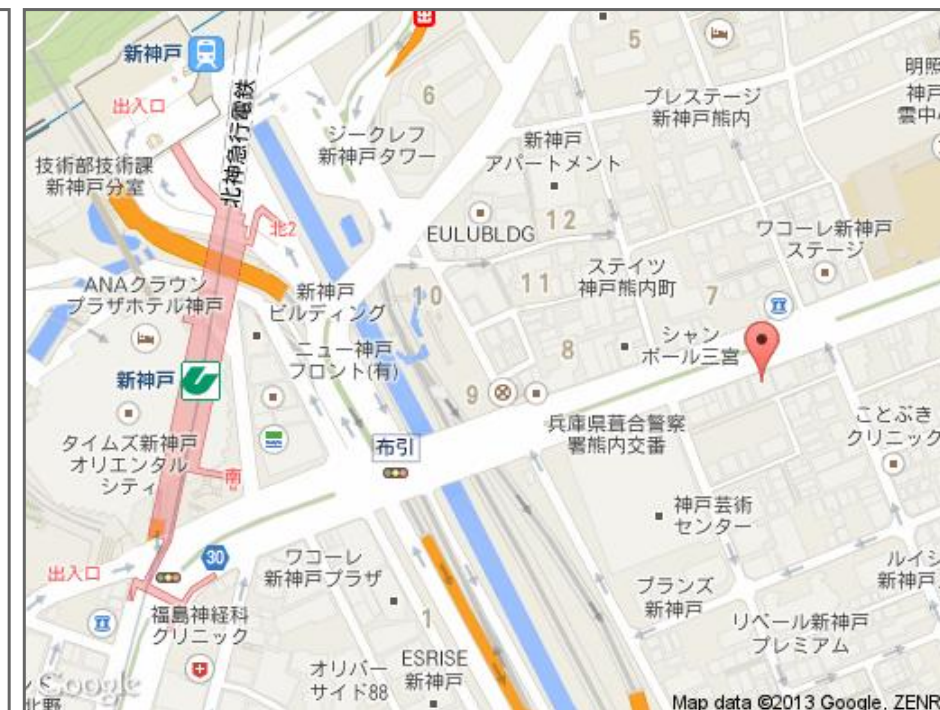 出
5
新神戸
明照
神戸
雲中
出入口
6
プレステージ
新神戸熊内
北神急行電鉄
ジークレフ
新神戸タワー
新神戸
アパートメント
技術部技術課
新神戸分室
北2
EULUBLDG
12
ワコーレ新神戸
ステージ
ANAクラウン
プラザホテル神戸
新神戸
ビルディング
10
11
ステイツ
神戸熊内町
7
ニュー神戸
フロント(有)
8
シャン
ボール三宮
新神戸
9
兵庫県葺合警察
署熊内交番
ことぶき
クリニック
タイムズ新神戸
オリエンタル
シティ
布引
南
神戸芸術
センター
30
ワコーレ
新神戸プラザ
出入口
ブランズ
新神戸
ルイシ
新神戸
福島神経科
クリニック
1
リベール新神戸
プレミアム
オリバー
サイド88
ESRISE
新神戸
Google
北野
Map data ©2013 Google, ZENR